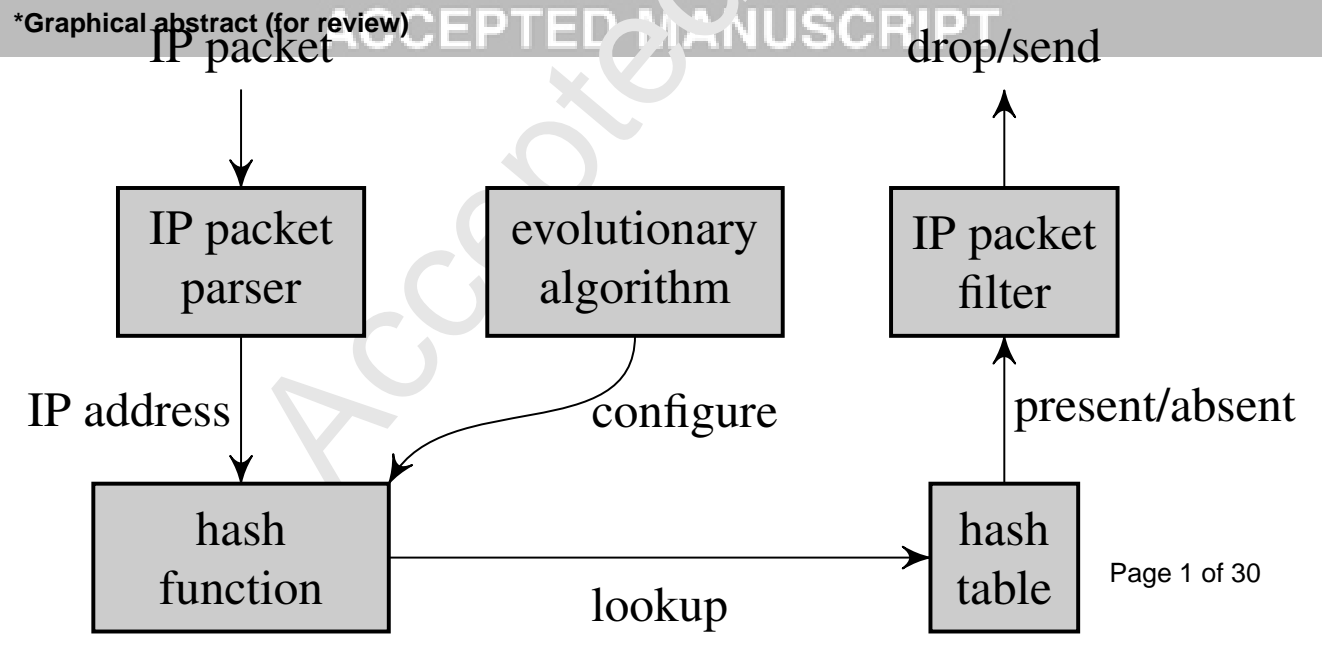 *Graphical abstract (for review)
ACCEPTED MANUSCRIPT
IP packet
drop/send
Accepted
IP packet
parser
evolutionary
algorithm
IP packet
filter
IP address
configure
present/absent
hash
function
lookup
hash
table
Page 1 of 30